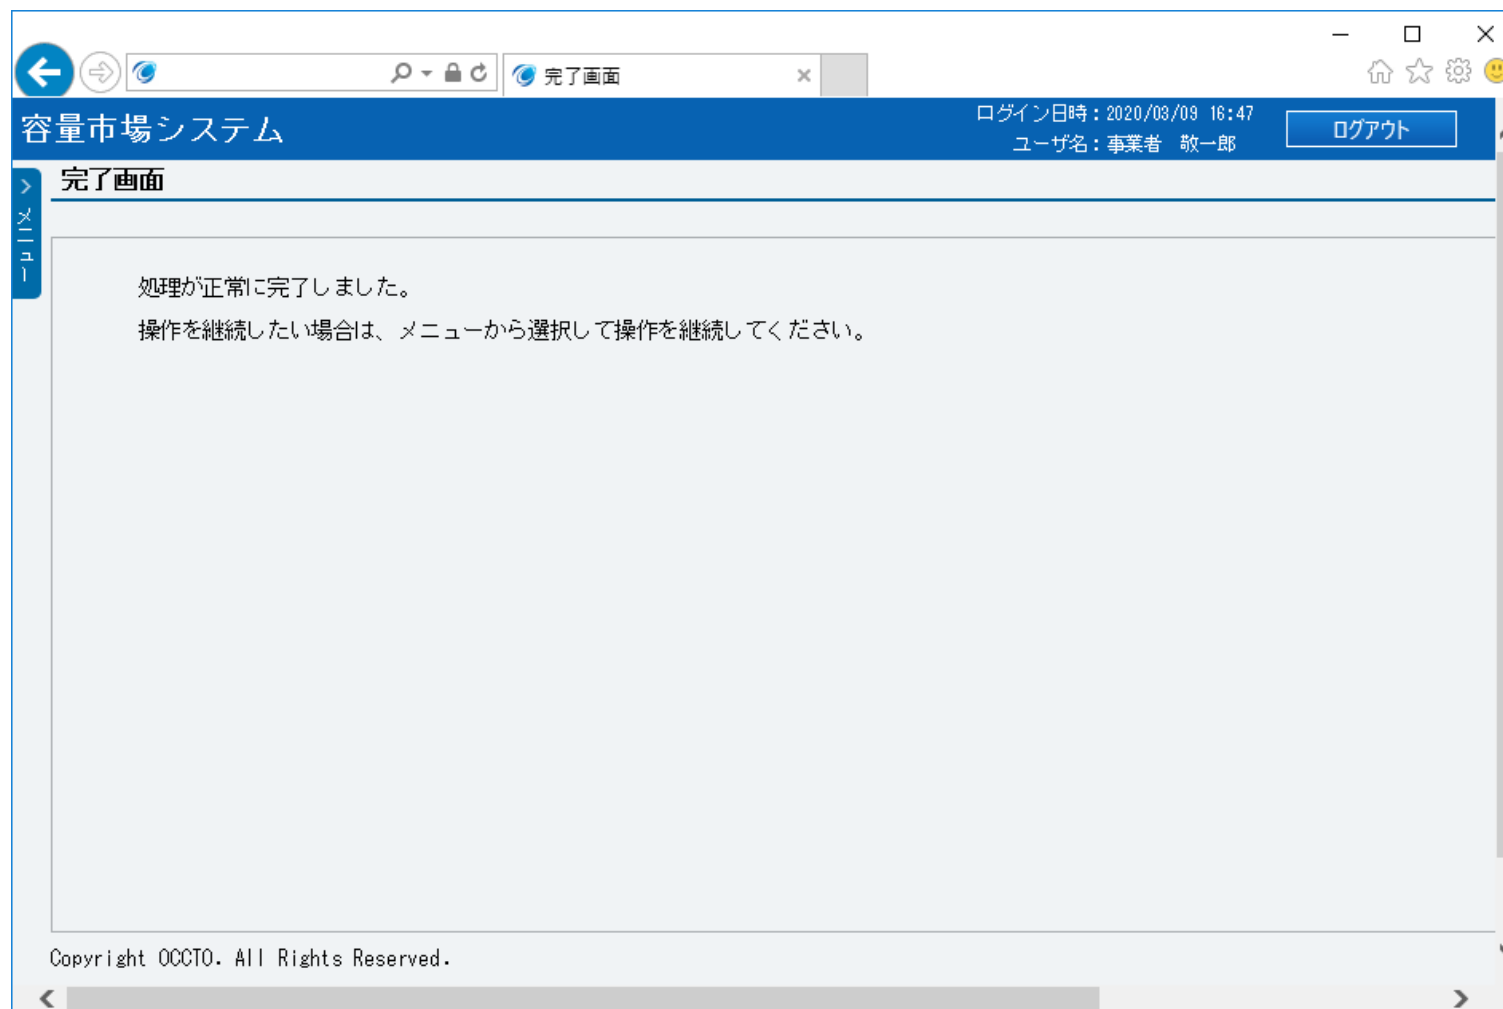 完了画面
容量市場システム
ログイン日時：2020/03/09 16:47
ユーザ名：事業者　敬一郎
ログアウト
メニュー
完了画面
処理が正常に完了しました。
操作を継続したい場合は、メニューから選択して操作を継続してください。
Copyright OCCTO. All Rights Reserved.